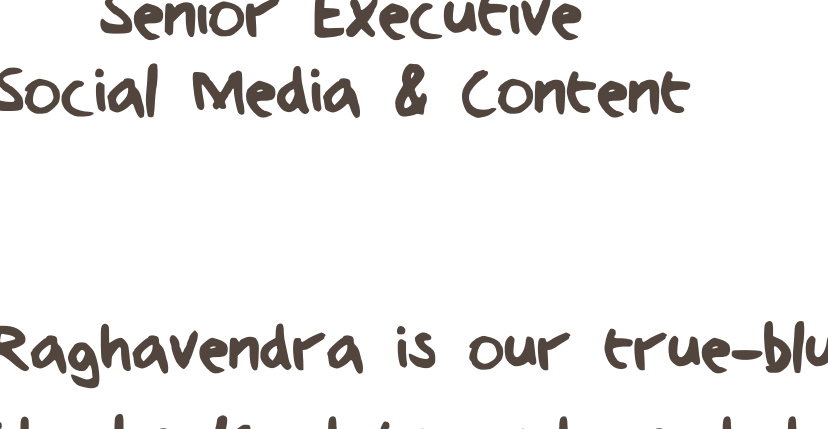 Senior Executive
Social Media & Content
Raghavendra is our true-blu